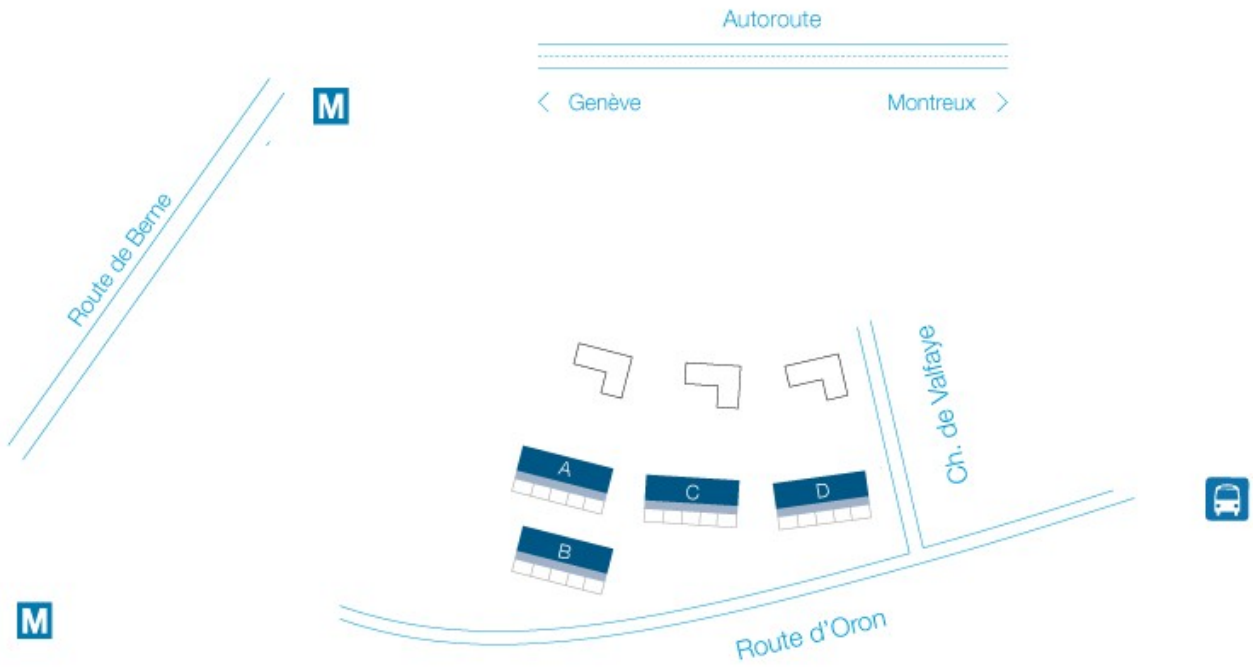 Autoroute
< Genève Montreux >
M
Route de Berne
Ch. de Valfaye
A
C
D
B
M
Route d'Oron